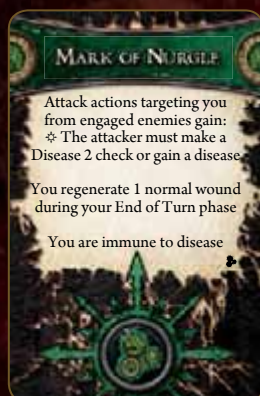 MARK OF NURGLE
Attack actions targeting you
from engaged enemies gain:
☼ The attacker must make a
Disease 2 check or gain a disease
You regenerate 1 normal wound
during your End of Turn phase
You are immune to disease